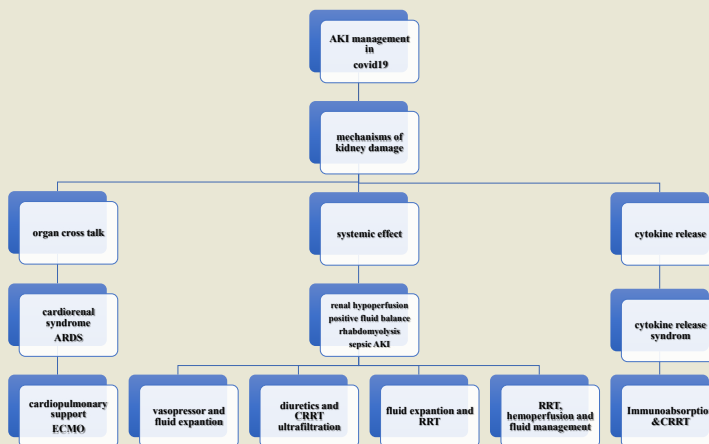 AKI management
in
covid19
mechanisms of
kidney damage
organ cross talk
systemic effect
cytokine release
cardiorenal
syndrome
ARDS
renal hypoperfusion
positive fluid balance
rhabdomyolysis
sepsic AKI
cytokine release
syndrom
cardiopulmonary
support
ECMO
vasopressor and
fluid expantion
diuretics and
CRRT
ultrafiltration
fluid expantion and
RRT
RRT,
hemoperfusion and
fluid management
Immunoabsorption
&CRRT